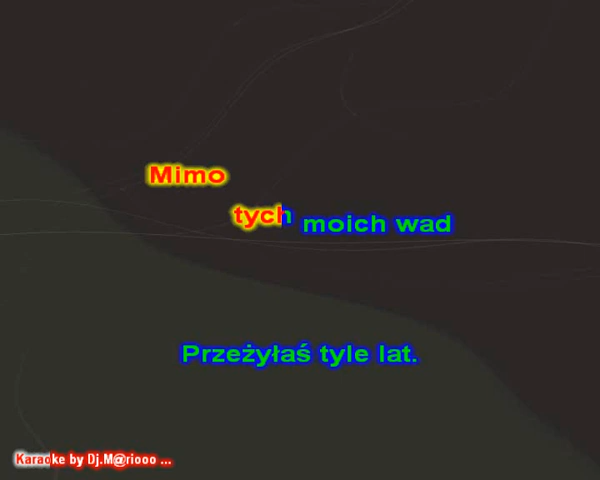 Mimo
tych moich wad
Przeżyłaś tyle lat.
Karaoke by Dj.M@riooo ...